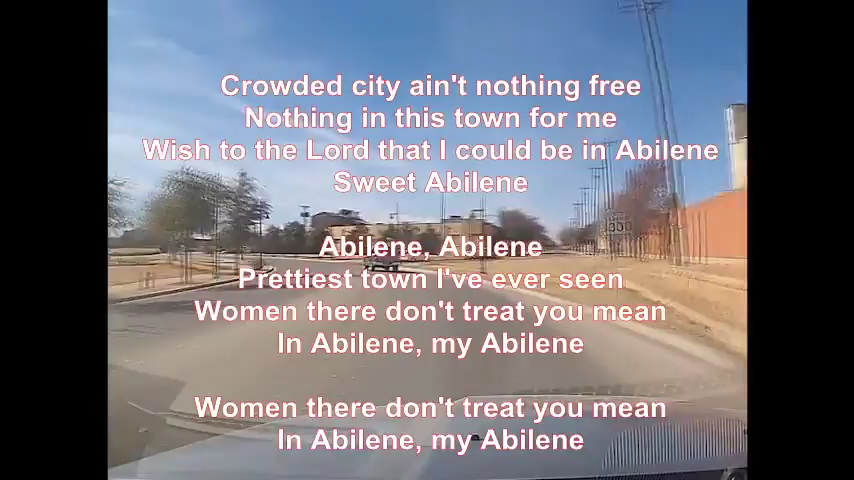 Crowded city ain't nothing free
Nothing in this town for me
Wish to the Lord that I could be in Abilene
Sweet Abilene
Abilene, Abilene
Prettiest town I've ever seen
Women there don't treat you mean
In Abilene, my Abilene
Women there don't treat you mean
In Abilene, my Abilene